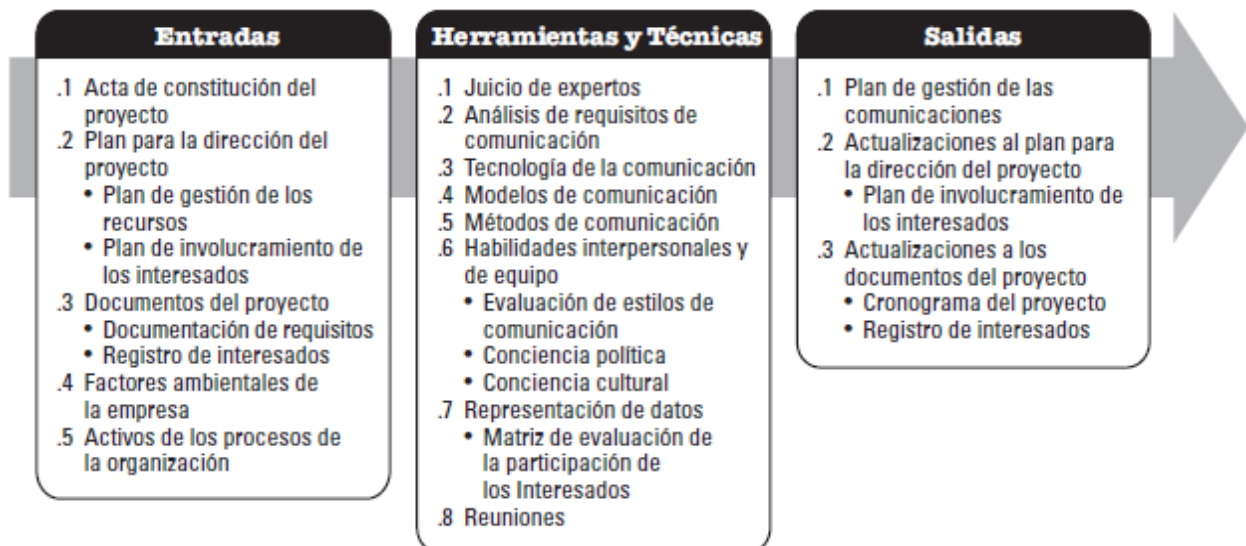 Entradas
.1 Acta de constitución del
proyecto
.2 Plan para la dirección del
proyecto
• Plan de gestión de los
recursos
• Plan de involucramiento de
los interesados
.3 Documentos del proyecto
• Documentación de requisitos
• Registro de interesados
.4 Factores ambientales de
la empresa
.5 Activos de los procesos de
la organización
Herramientas y Técnicas
.1 Juicio de expertos
.2 Análisis de requisitos de
comunicación
.3 Tecnología de la comunicación
.4 Modelos de comunicación
.5 Métodos de comunicación
.6 Habilidades interpersonales y
de equipo
• Evaluación de estilos de
comunicación
• Conciencia política
• Conciencia cultural
.7 Representación de datos
• Matriz de evaluación de
la participación de
los Interesados
.8 Reuniones
Salidas
.1 Plan de gestión de las
comunicaciones
.2 Actualizaciones al plan para
la dirección del proyecto
• Plan de involucramiento de
los interesados
.3 Actualizaciones a los
documentos del proyecto
• Cronograma del proyecto
• Registro de interesados